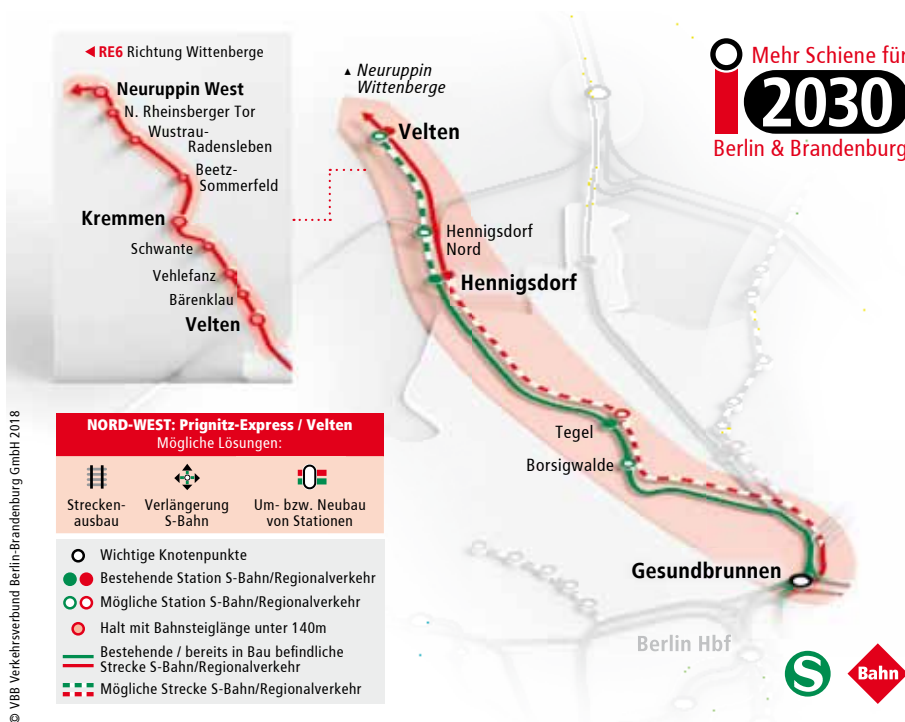 ◄ RE6 Richtung Wittenberge
Neuruppin West
N. Rheinsberger Tor
Wustrau-
Radensleben
Beetz-
Sommerfeld
Kremmen
Schwante
Vehlefanz
Bärenklau
Velten
▲ Neuruppin
Wittenberge
Velten
Hennigsdorf
Nord
Hennigsdorf
Tegel
Borsigwalde
Gesundbrunnen
Berlin Hbf
Mehr Schiene für
i 2030
Berlin & Brandenburg
NORD-WEST: Prignitz-Express / Velten
Mögliche Lösungen:
Strecken-
ausbau
Verlängerung
S-Bahn
Um- bzw. Neubau
von Stationen
Wichtige Knotenpunkte
Bestehende Station S-Bahn/Regionalverkehr
Mögliche Station S-Bahn/Regionalverkehr
Halt mit Bahnsteiglänge unter 140m
Bestehende / bereits in Bau befindliche
Strecke S-Bahn/Regionalverkehr
Mögliche Strecke S-Bahn/Regionalverkehr
S
Bahn
© VBB Verkehrsverbund Berlin-Brandenburg GmbH 2018